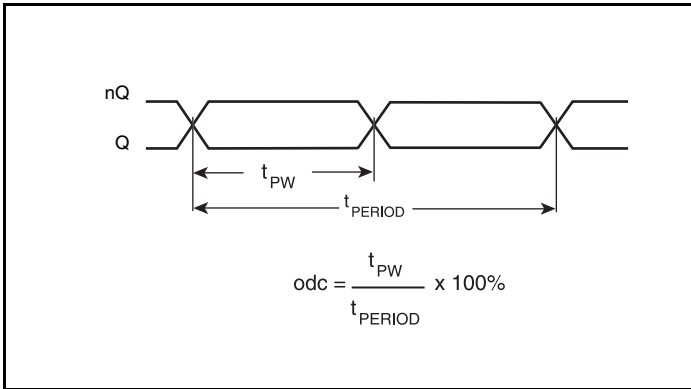 nQ
Q
tPW
tPERIOD
odc = tPW / tPERIOD x 100%